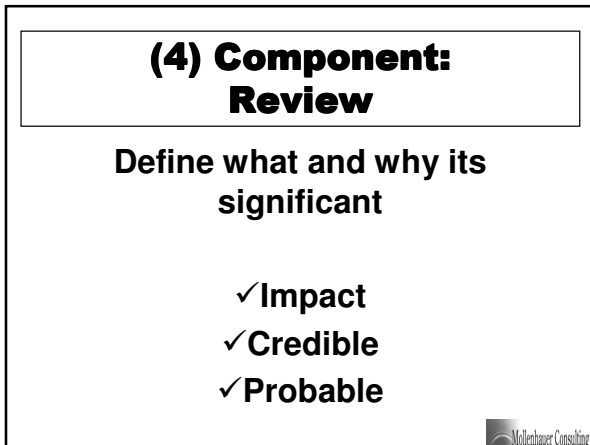 (4) Component:
Review
Define what and why its
significant
✓Impact
✓Credible
✓Probable
Mollenhauer Consulting